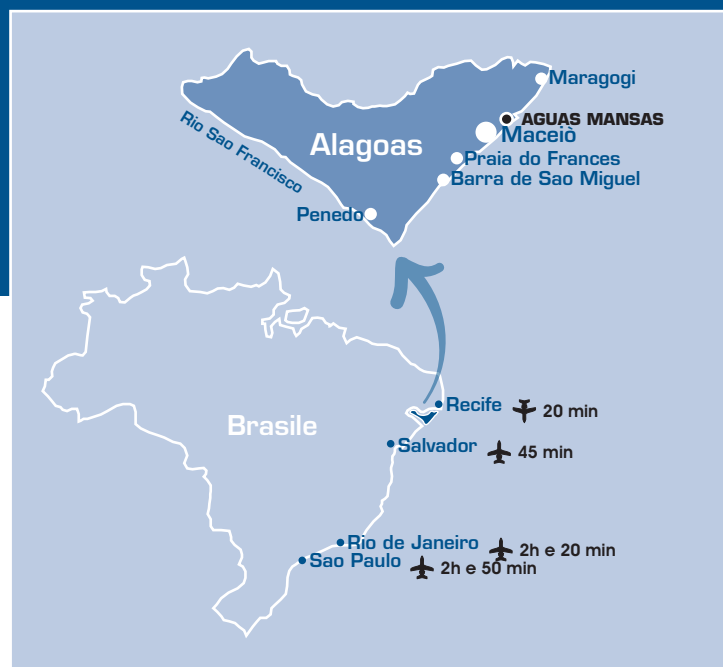 Maragogi
AGUAS MANSAS
Maceiò
Alagoas
Rio Sao Francisco
Praia do Frances
Barra de Sao Miguel
Penedo
Brasile
Recife 20 min
Salvador 45 min
Rio de Janeiro 2h e 20 min
Sao Paulo 2h e 50 min